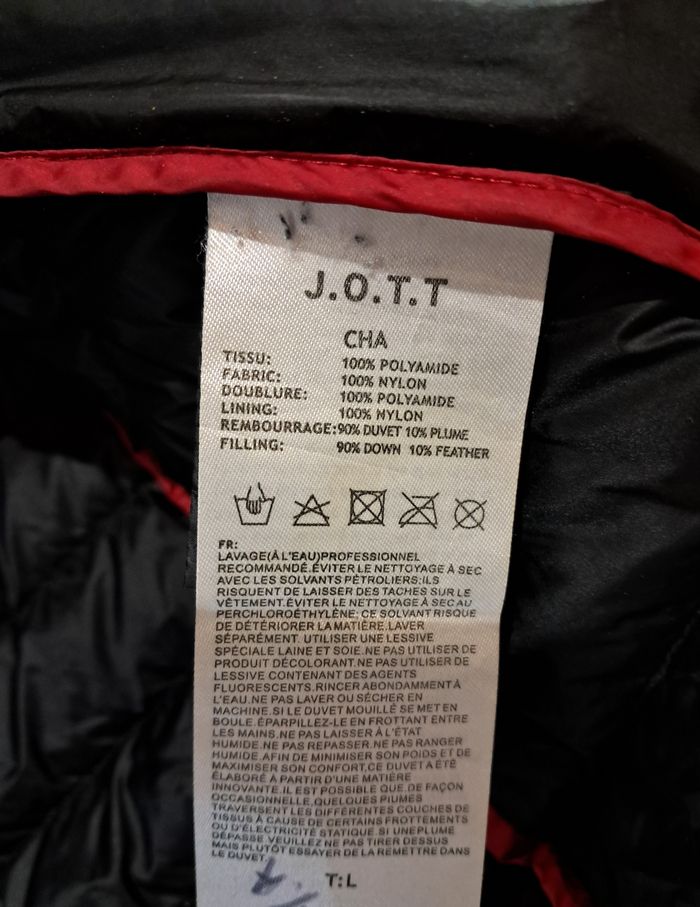 J.O.T.T
CHA
TISSU: 100% POLYAMIDE
FABRIC: 100% NYLON
DOUBLURE: 100% POLYAMIDE
LINING: 100% NYLON
REMBOURRAGE:90% DUVET 10% PLUME
FILLING: 90% DOWN 10% FEATHER
FR:
LAVAGE(À L'EAU)PROFESSIONNEL
RECOMMANDÉ.ÉVITER LE NETTOYAGE À SEC
AVEC LES SOLVANTS PÉTROLIERS;ILS
RISQUENT DE LAISSER DES TACHES SUR LE
VÊTEMENT.ÉVITER LE NETTOYAGE À SEC AU
PERCHLOROÉTHYLÈNE; CE SOLVANT RISQUE
DE DÉTÉRIORER LA MATIÈRE.LAVER
SÉPARÉMENT. UTILISER UNE LESSIVE
SPÉCIALE LAINE ET SOIE.NE PAS UTILISER DE
PRODUIT DÉCOLORANT.NE PAS UTILISER DE
LESSIVE CONTENANT DES AGENTS
FLUORESCENTS.RINCER ABONDAMMENT À
L'EAU.NE PAS LAVER OU SÉCHER EN
MACHINE.SI LE DUVET MOUILLÉ SE MET EN
BOULE.ÉPARPILLEZ-LE EN FROTTANT ENTRE
LES MAINS.NE PAS LAISSER À L'ÉTAT
HUMIDE.NE PAS REPASSER.NE PAS RANGER
HUMIDE.AFIN DE MINIMISER SON POIDS ET DE
MAXIMISER SON CONFORT,CE DUVET A ÉTÉ
ÉLABORÉ À PARTIR D'UNE MATIÈRE
INNOVANTE.IL EST POSSIBLE QUE,DE FAÇON
OCCASIONNELLE,QUELQUES PLUMES
TRAVERSENT LES DIFFÉRENTES COUCHES DE
TISSUS À CAUSE DE CERTAINS FROTTEMENTS
OU D'ÉLECTRICITÉ STATIQUE.SI UNE PLUME
DÉPASSE VEUILLEZ NE PAS TIRER DESSUS
MAIS PLUTÔT ESSAYER DE LA REMETTRE DANS
LE DUVET.
T:L